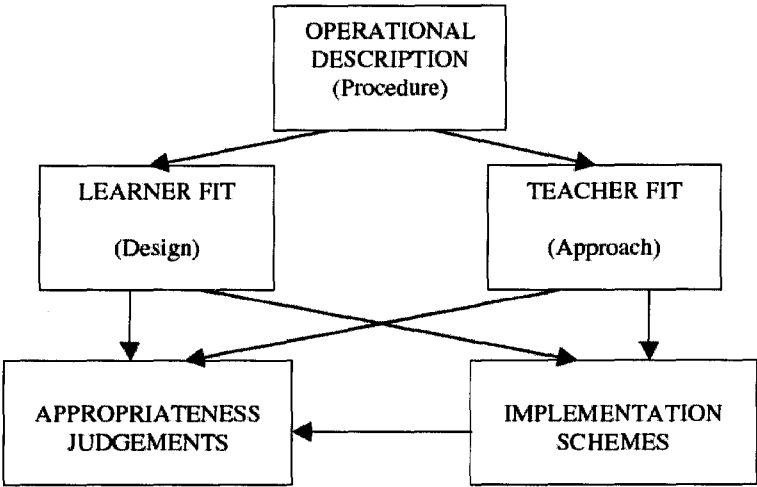 OPERATIONAL
DESCRIPTION
(Procedure)
LEARNER FIT
(Design)
TEACHER FIT
(Approach)
APPROPRIATENESS
JUDGEMENTS
IMPLEMENTATION
SCHEMES